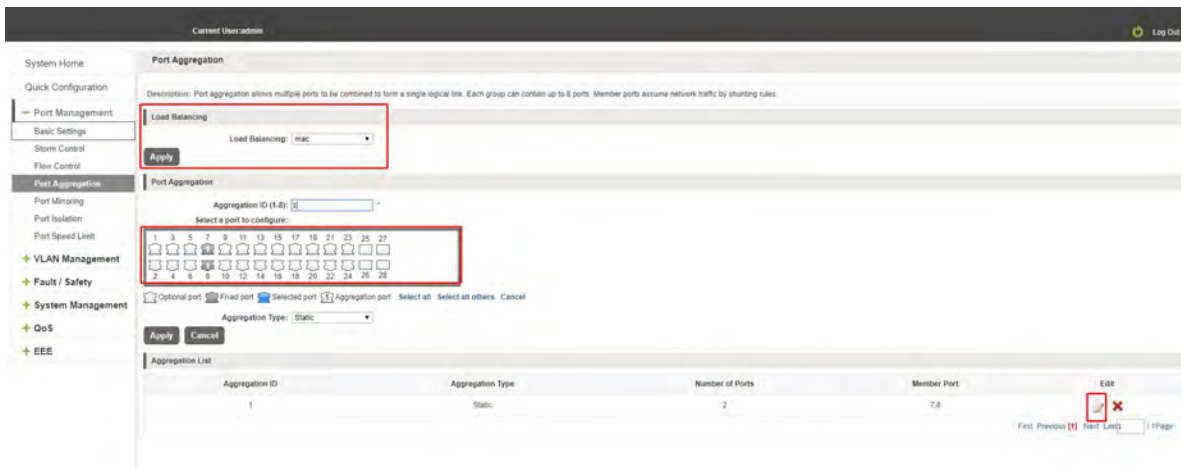 Current User:admin
Log Out
System Home
Quick Configuration
Port Management
Basic Settings
Storm Control
Flow Control
Port Aggregation
Port Mirroring
Port Isolation
Port Speed Limit
VLAN Management
Fault / Safety
System Management
QoS
EEE
Port Aggregation
Description: Port aggregation allows multiple ports to be combined to form a single logical link. Each group can contain up to 8 ports. Member ports assume network traffic by shunting rules.
Load Balancing
Load Balancing: mac
Apply
Port Aggregation
Aggregation ID (1-8):
Select a port to configure:
1 3 5 7 9 11 13 15 17 19 21 23 25 27
2 4 6 8 10 12 14 16 18 20 22 24 26 28
Optional port Fixed port Selected port 1 Aggregation port Select all Select all others Cancel
Aggregation Type: Static
Apply Cancel
Aggregation List
Aggregation ID Aggregation Type Number of Ports Member Port Edit
1 Static 2 7,8
First Previous [1] Next Last 1 / 1Page